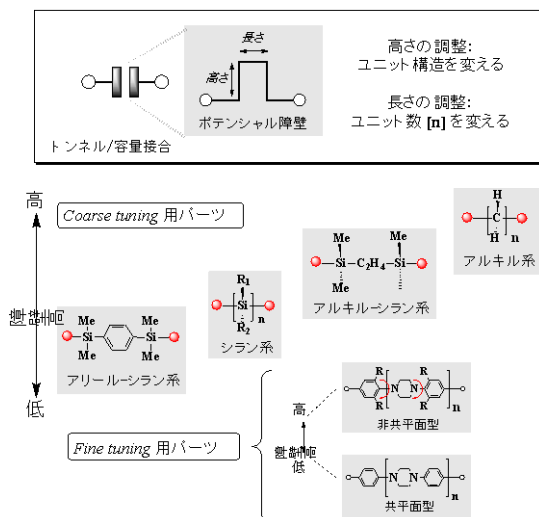 長さ
高さ
ポテンシャル障壁
トンネル/容量接合
高さの調整:
ユニット構造を変える
長さの調整:
ユニット数 [n] を変える
高
Coarse tuning 用パーツ
障壁高
低
H
C
H
n
アルキル系
Me
Me
Si
C2H4
Si
Me
アルキルーシラン系
R1
Si
R2
n
シラン系
Me
Me
Si
Si
Me
Me
アリールーシラン系
Fine tuning 用パーツ
高
障壁高
低
R
R
N
N
R
R
n
非共平面型
N
N
n
共平面型